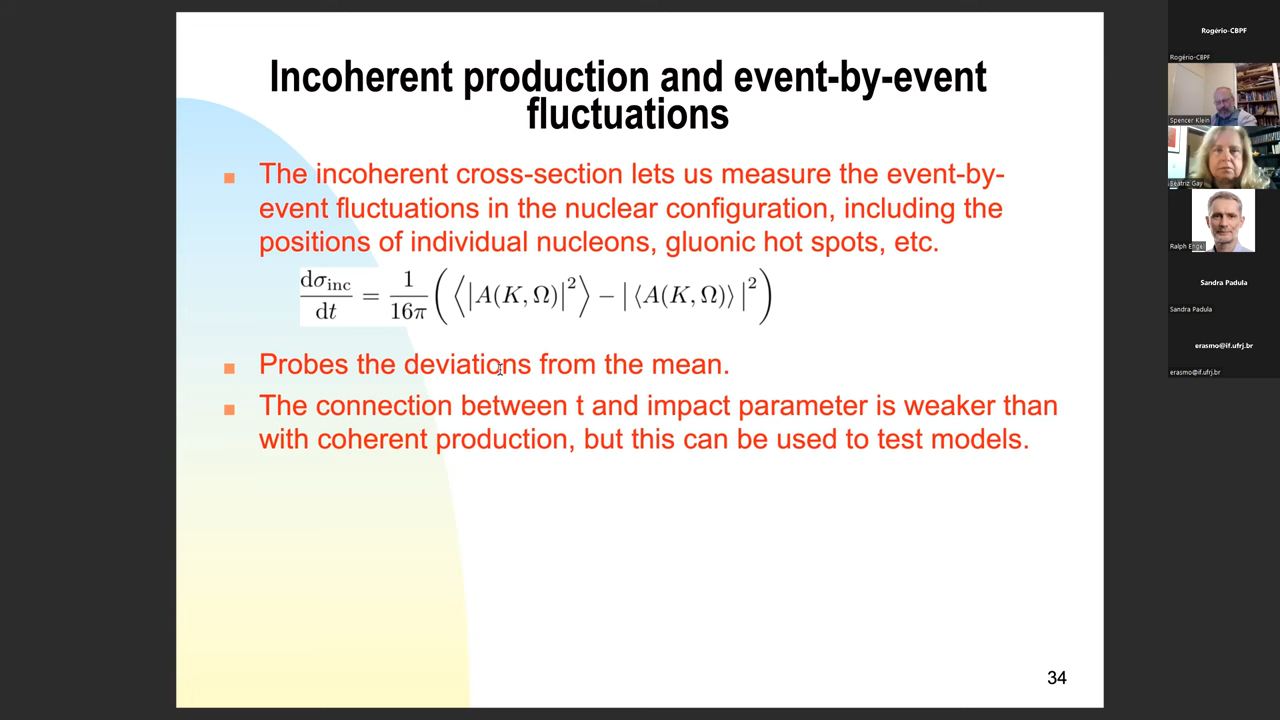 Incoherent production and event-by-event
fluctuations
■ The incoherent cross-section lets us measure the event-by-
event fluctuations in the nuclear configuration, including the
positions of individual nucleons, gluonic hot spots, etc.
dσ_inc/dt = 1/16π (⟨|A(K, Ω)|²⟩ − |⟨A(K, Ω)⟩|²)
■ Probes the deviations from the mean.
■ The connection between t and impact parameter is weaker than
with coherent production, but this can be used to test models.
34
Rogério-CBPF
Rogério-CBPF
Spencer Klein
Beatriz Gay
Ralph Engel
Sandra Padula
Sandra Padula
erasmo@if.ufrj.br
erasmo@if.ufrj.br